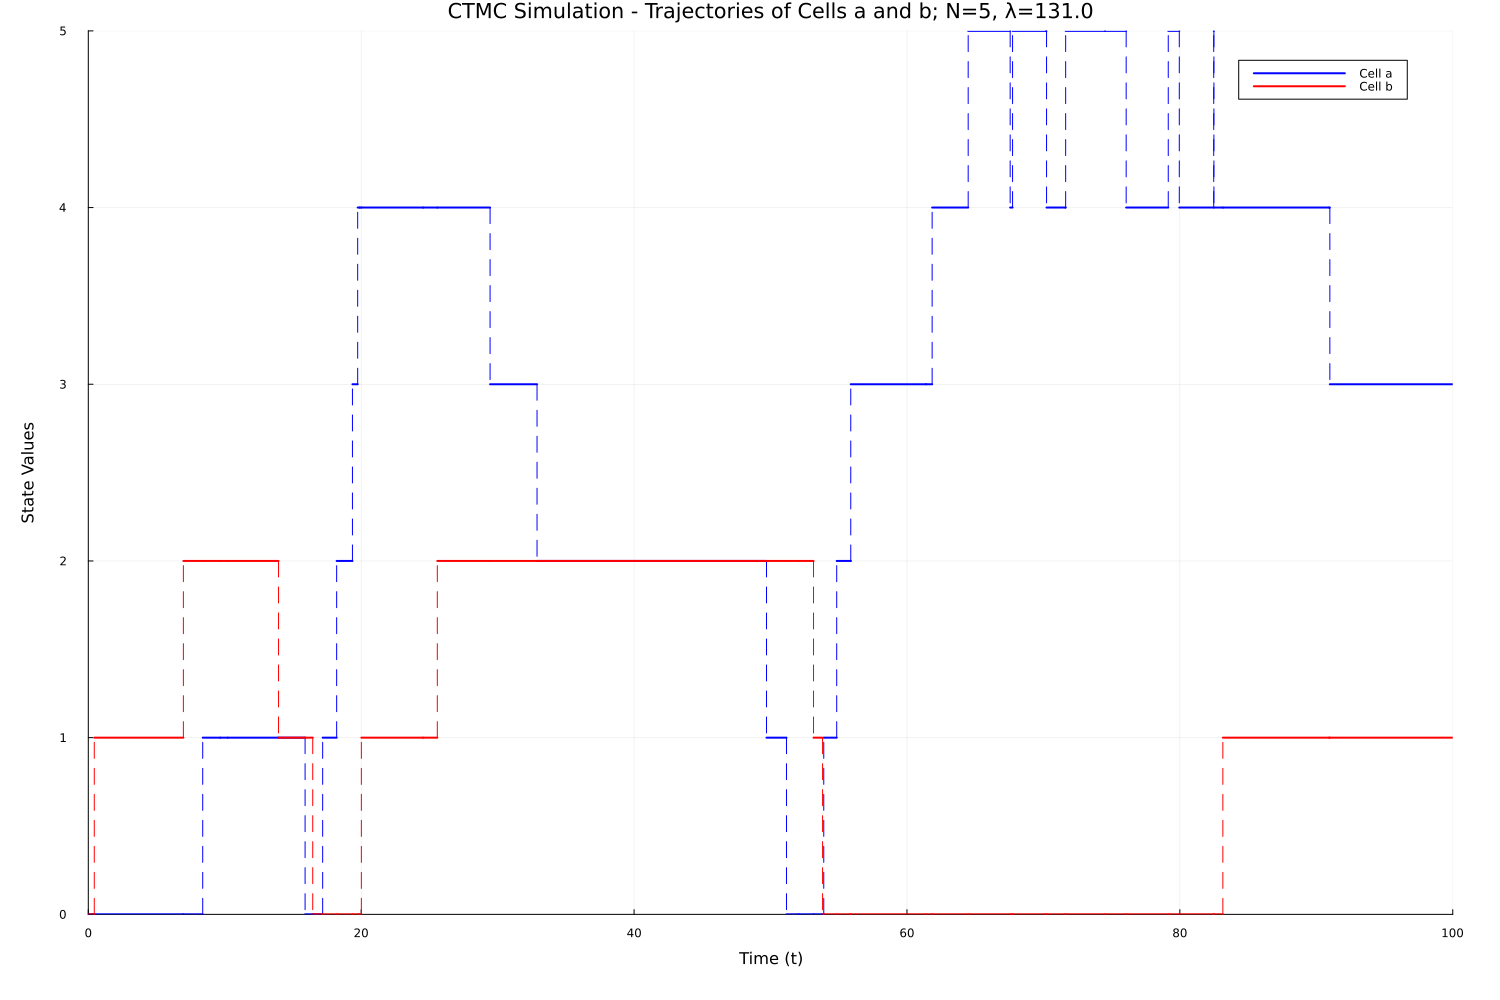 CTMC Simulation - Trajectories of Cells a and b; N=5, λ=131.0
5
4
3
2
1
0
State Values
Cell a
Cell b
0 20 40 60 80 100
Time (t)